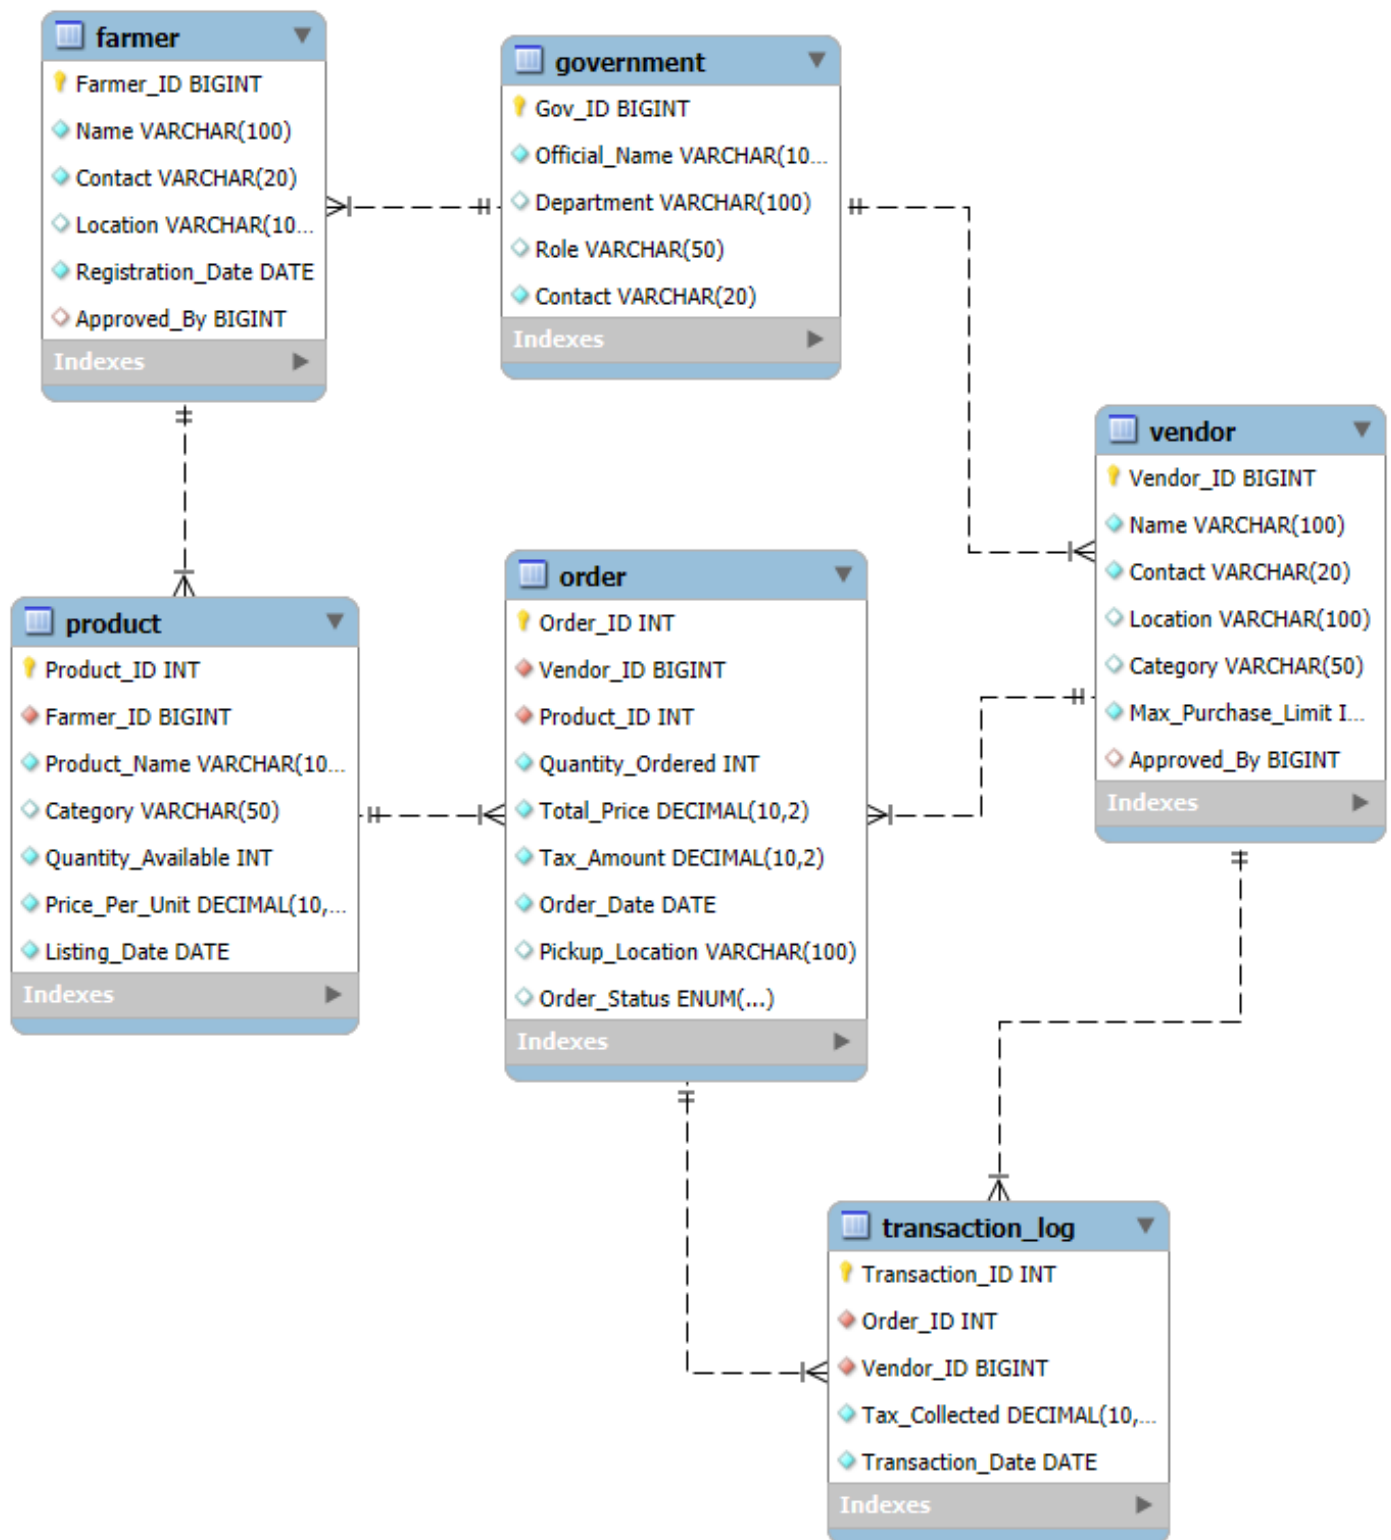 farmer
Farmer_ID BIGINT
Name VARCHAR(100)
Contact VARCHAR(20)
Location VARCHAR(10...
Registration_Date DATE
Approved_By BIGINT
Indexes
government
Gov_ID BIGINT
Official_Name VARCHAR(10...
Department VARCHAR(100)
Role VARCHAR(50)
Contact VARCHAR(20)
Indexes
vendor
Vendor_ID BIGINT
Name VARCHAR(100)
Contact VARCHAR(20)
Location VARCHAR(100)
Category VARCHAR(50)
Max_Purchase_Limit I...
Approved_By BIGINT
Indexes
product
Product_ID INT
Farmer_ID BIGINT
Product_Name VARCHAR(10...
Category VARCHAR(50)
Quantity_Available INT
Price_Per_Unit DECIMAL(10,...
Listing_Date DATE
Indexes
order
Order_ID INT
Vendor_ID BIGINT
Product_ID INT
Quantity_Ordered INT
Total_Price DECIMAL(10,2)
Tax_Amount DECIMAL(10,2)
Order_Date DATE
Pickup_Location VARCHAR(100)
Order_Status ENUM(...)
Indexes
transaction_log
Transaction_ID INT
Order_ID INT
Vendor_ID BIGINT
Tax_Collected DECIMAL(10,...
Transaction_Date DATE
Indexes